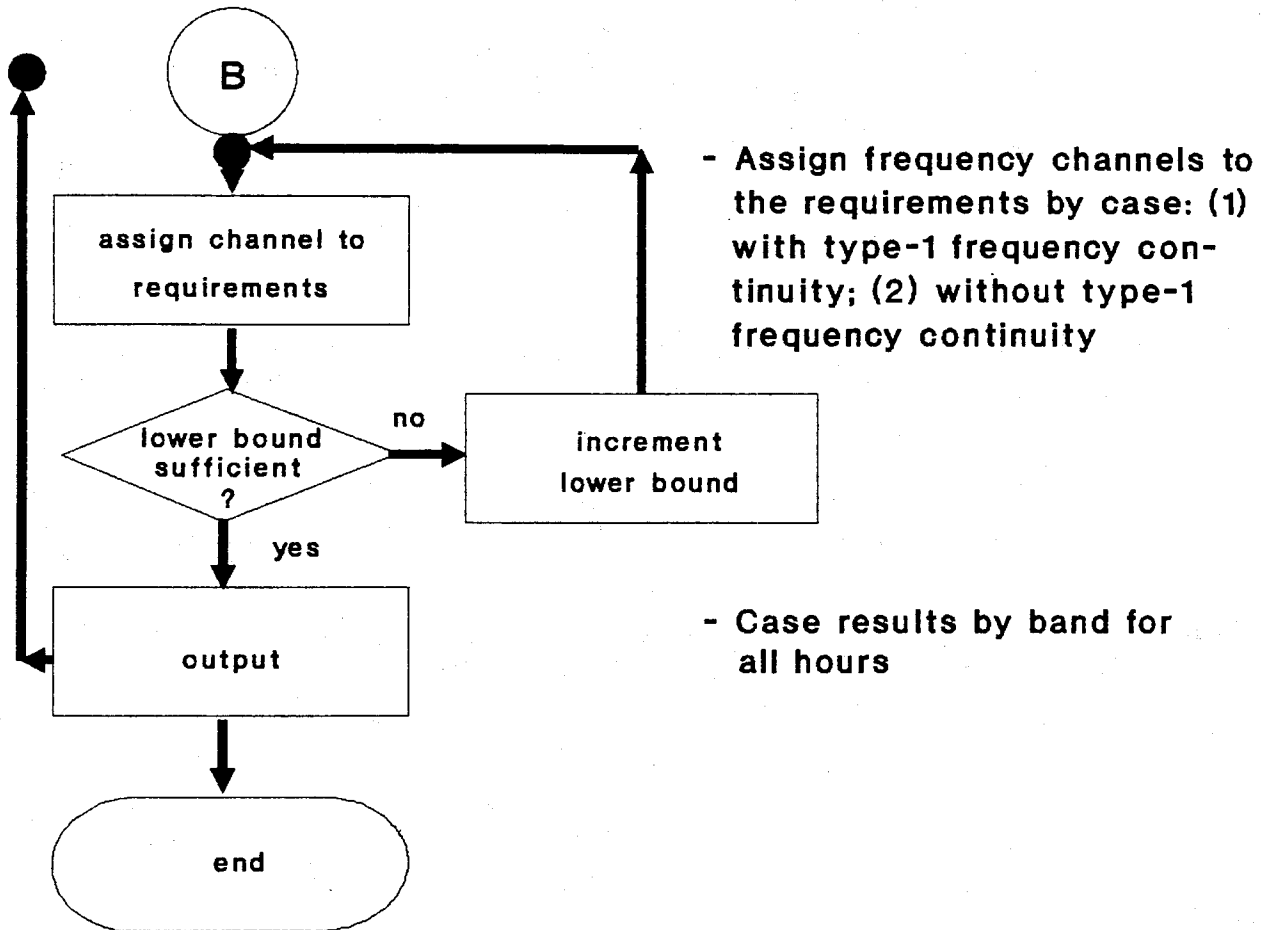 B
- Assign frequency channels to
the requirements by case: (1)
with type-1 frequency con-
tinuity; (2) without type-1
frequency continuity
assign channel to
requirements
lower bound
sufficient
?
no
increment
lower bound
yes
output
- Case results by band for
all hours
end